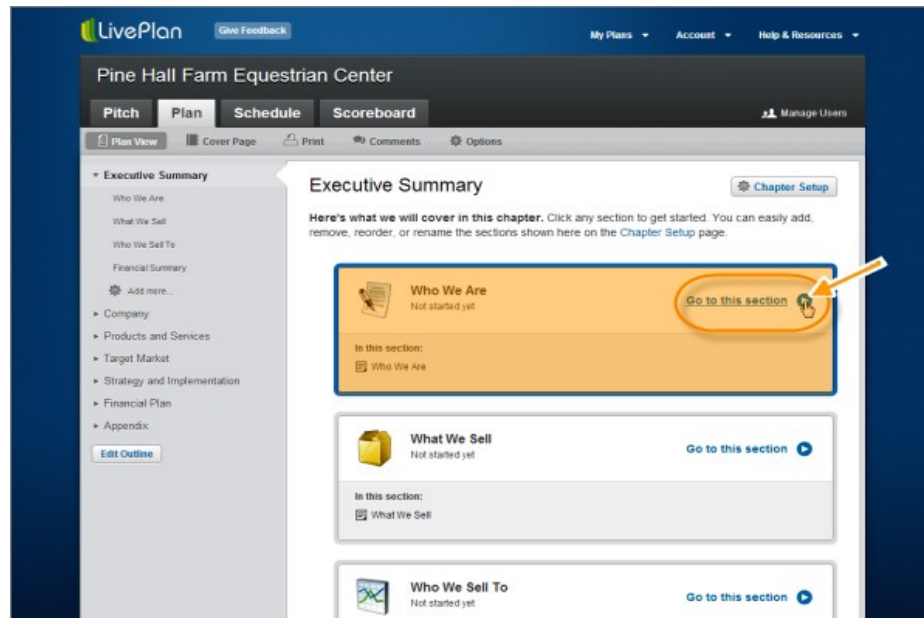 LivePlan
Give Feedback
My Plans
Account
Help & Resources
Pine Hall Farm Equestrian Center
Pitch
Plan
Schedule
Scoreboard
Manage Users
Plan View
Cover Page
Print
Comments
Options
Executive Summary
Who We Are
What We Sell
Who We Sell To
Financial Summary
Add more...
Company
Products and Services
Target Market
Strategy and Implementation
Financial Plan
Appendix
Edit Outline
Executive Summary
Chapter Setup
Here's what we will cover in this chapter. Click any section to get started. You can easily add,
remove, reorder, or rename the sections shown here on the Chapter Setup page.
Who We Are
Not started yet
Go to this section
In this section:
Who We Are
What We Sell
Not started yet
Go to this section
In this section:
What We Sell
Who We Sell To
Not started yet
Go to this section